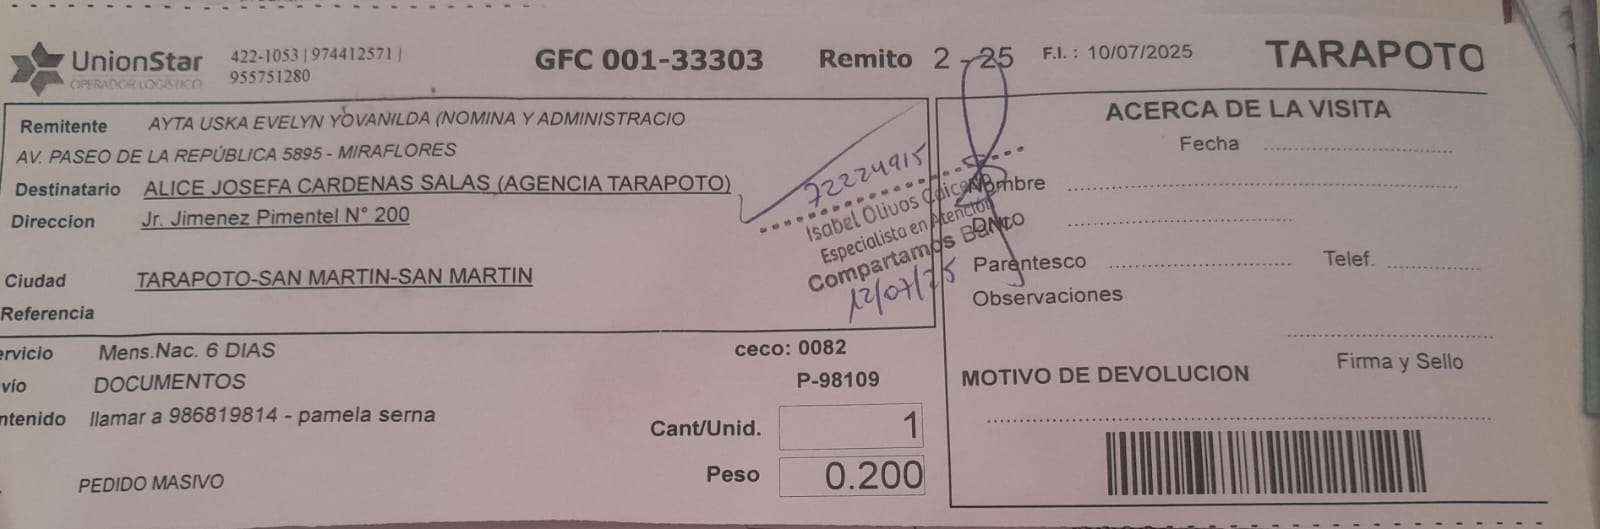 UnionStar
OPERADOR LOGISTICO
422-1053 | 974412571 |
955751280
GFC 001-33303
Remito 2 - 25
F.I. : 10/07/2025
TARAPOTO
Remitente AYTA USKA EVELYN YOVANILDA (NOMINA Y ADMINISTRACIO
AV. PASEO DE LA REPÚBLICA 5895 - MIRAFLORES
Destinatario ALICE JOSEFA CARDENAS SALAS (AGENCIA TARAPOTO)
Direccion Jr. Jimenez Pimentel N° 200
Ciudad TARAPOTO-SAN MARTIN-SAN MARTIN
Referencia
72224915
Isabel Olivos
Especialista en Atención
Compartamos Banco
12/07/25
ervicio Mens.Nac. 6 DIAS
ceco: 0082
vío DOCUMENTOS
P-98109
ntenido llamar a 986819814 - pamela serna
Cant/Unid. 1
Peso 0.200
PEDIDO MASIVO
ACERCA DE LA VISITA
Fecha
Nombre
DNI
Parentesco Telef.
Observaciones
Firma y Sello
MOTIVO DE DEVOLUCION